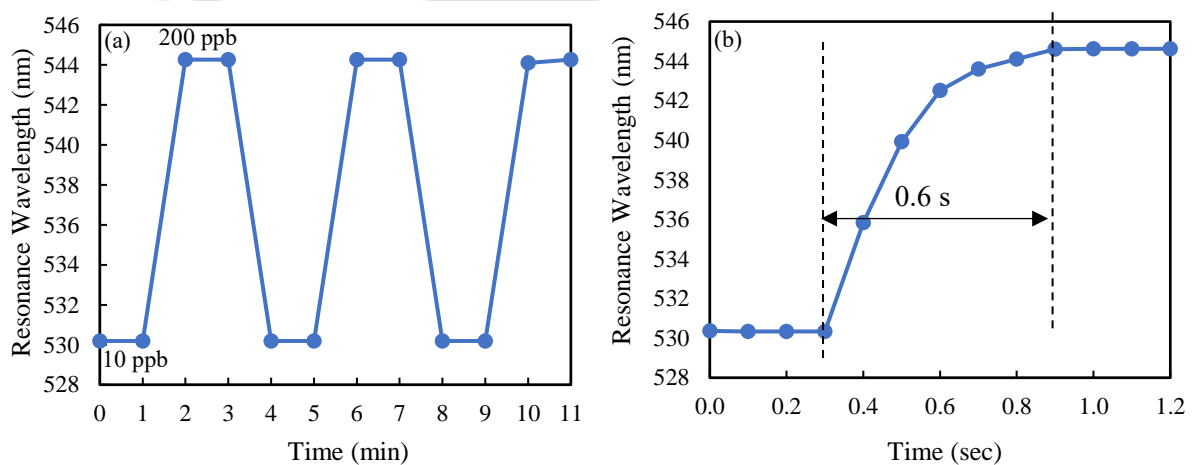 (a)
200 ppb
10 ppb
Resonance Wavelength (nm)
546
544
542
540
538
536
534
532
530
528
0 1 2 3 4 5 6 7 8 9 10 11
Time (min)
(b)
0.6 s
Resonance Wavelength (nm)
546
544
542
540
538
536
534
532
530
528
0.0 0.2 0.4 0.6 0.8 1.0 1.2
Time (sec)